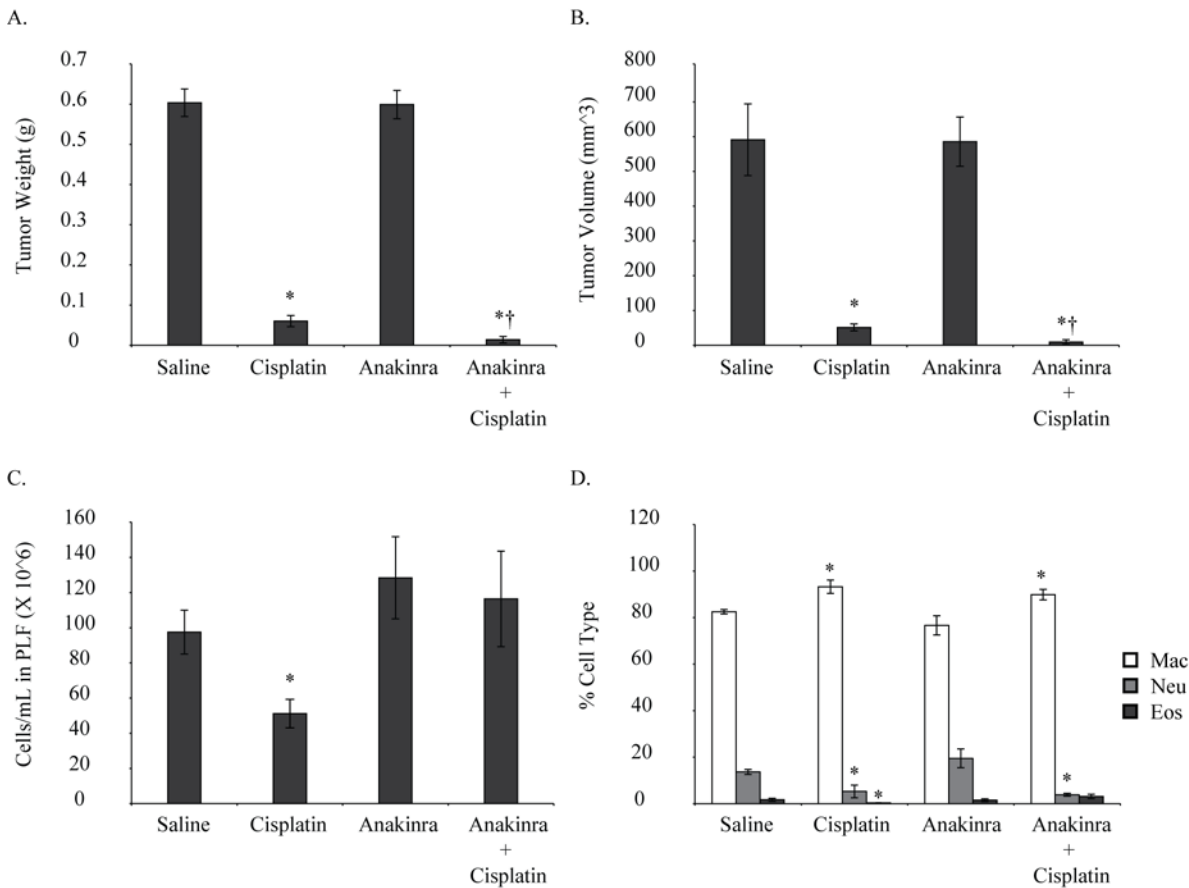 A.
Tumor Weight (g)
0.7
0.6
0.5
0.4
0.3
0.2
0.1
0
*
*†
Saline
Cisplatin
Anakinra
Anakinra
+
Cisplatin
B.
Tumor Volume (mm^3)
800
700
600
500
400
300
200
100
0
*
*†
Saline
Cisplatin
Anakinra
Anakinra
+
Cisplatin
C.
Cells/mL in PLF (X 10^6)
160
140
120
100
80
60
40
20
0
*
Saline
Cisplatin
Anakinra
Anakinra
+
Cisplatin
D.
% Cell Type
120
100
80
60
40
20
0
*
*
*
*
*
Saline
Cisplatin
Anakinra
Anakinra
+
Cisplatin
Mac
Neu
Eos